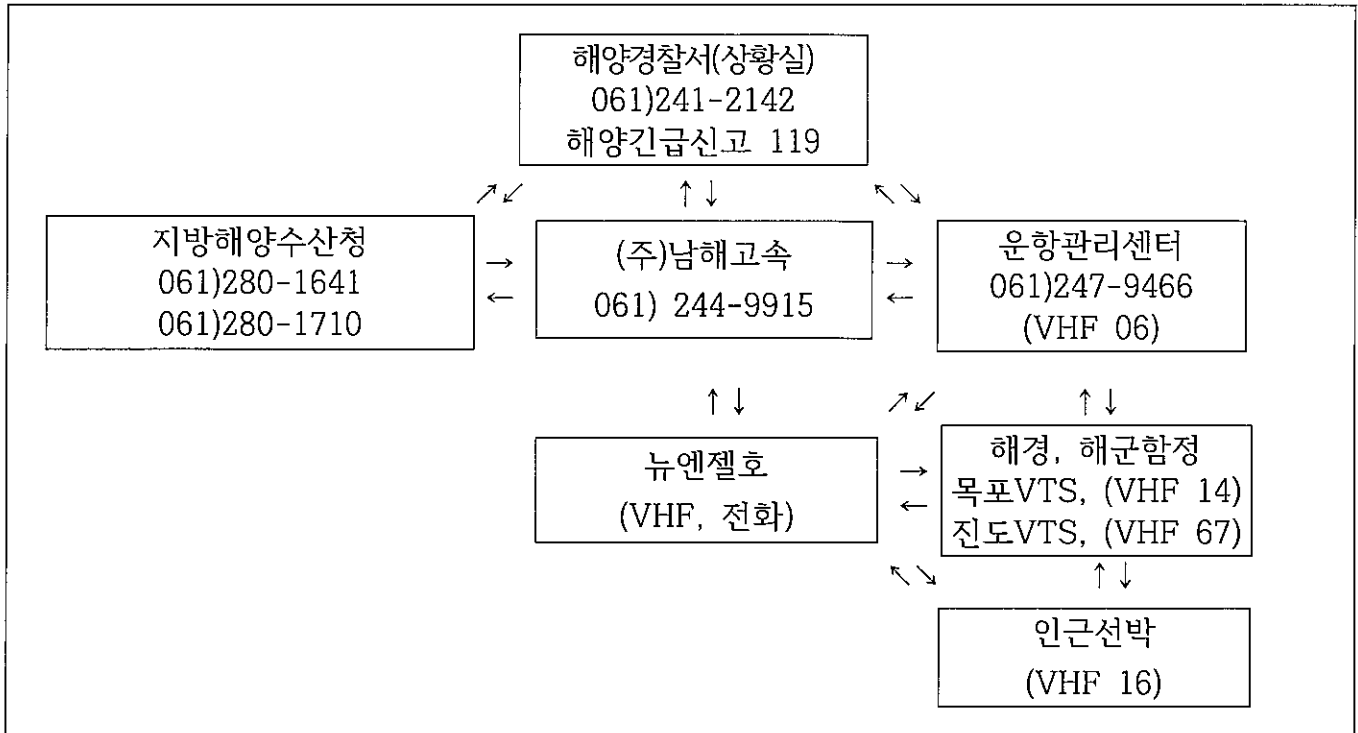 해양경찰서(상황실)
061)241-2142
해양긴급신고 119
↗↙ ↑↓ ↖↘
지방해양수산청
061)280-1641
061)280-1710
→
←
(주)남해고속
061) 244-9915
→
←
운항관리센터
061)247-9466
(VHF 06)
↑↓ ↗↙ ↑↓
뉴엔젤호
(VHF, 전화)
→
←
해경, 해군함정
목포VTS, (VHF 14)
진도VTS, (VHF 67)
↖↘ ↑↓
인근선박
(VHF 16)